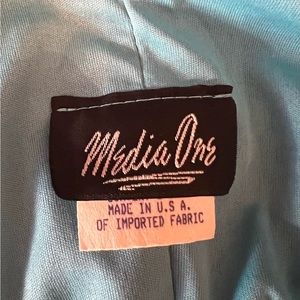 Media One
MADE IN U.S.A.
OF IMPORTED FABRIC